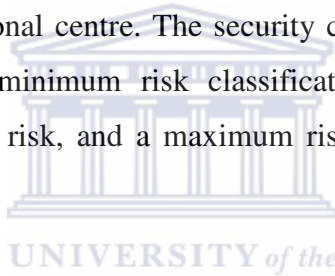 onal centre. The security c
minimum risk classificat
risk, and a maximum ris
UNIVERSITY of the